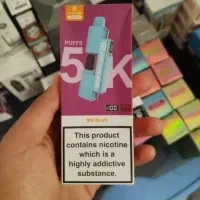 PUFFS
5K
This product
contains nicotine
which is a
highly addictive
substance.